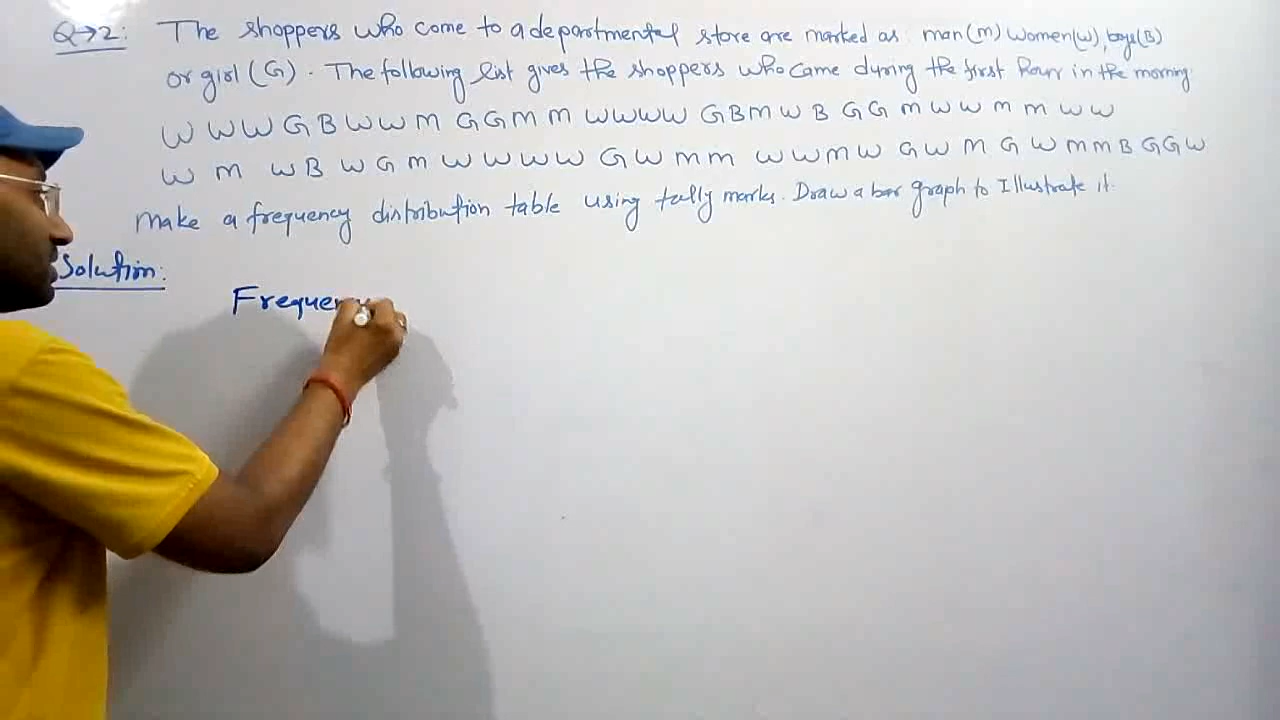 Q→2: The shoppers who come to a departmental store are marked as man(m) women(w), boys(B)
or girl (G). The following list gives the shoppers who came during the first hour in the morning
W W W G B W W M G G M M W W W W G B M W B G G M W W M M W W
W M W B W G M W W W W G W M M W W M W G W M G W M M B G G W
Make a frequency distribution table using tally marks. Draw a bar graph to Illustrate it.
Solution:
Frequen